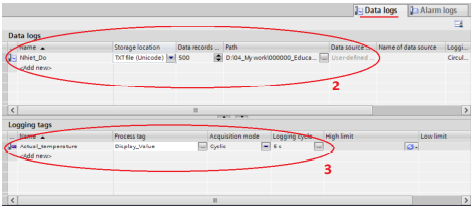 Data logs Alarm logs
Data logs
... Name Storage location Data records ... Path Data source ... Name of data source Loggi...
Nhiet_Do TXT file (Unicode) 500 D:\04_My work\000000_Educa... User-defined ... Circul...
<Add new>
2
Logging tags
... Name Process tag Acquisition mode Logging cycle High limit Low limit
Actual_temperature Display_Value Cyclic 6 s
<Add new>
3